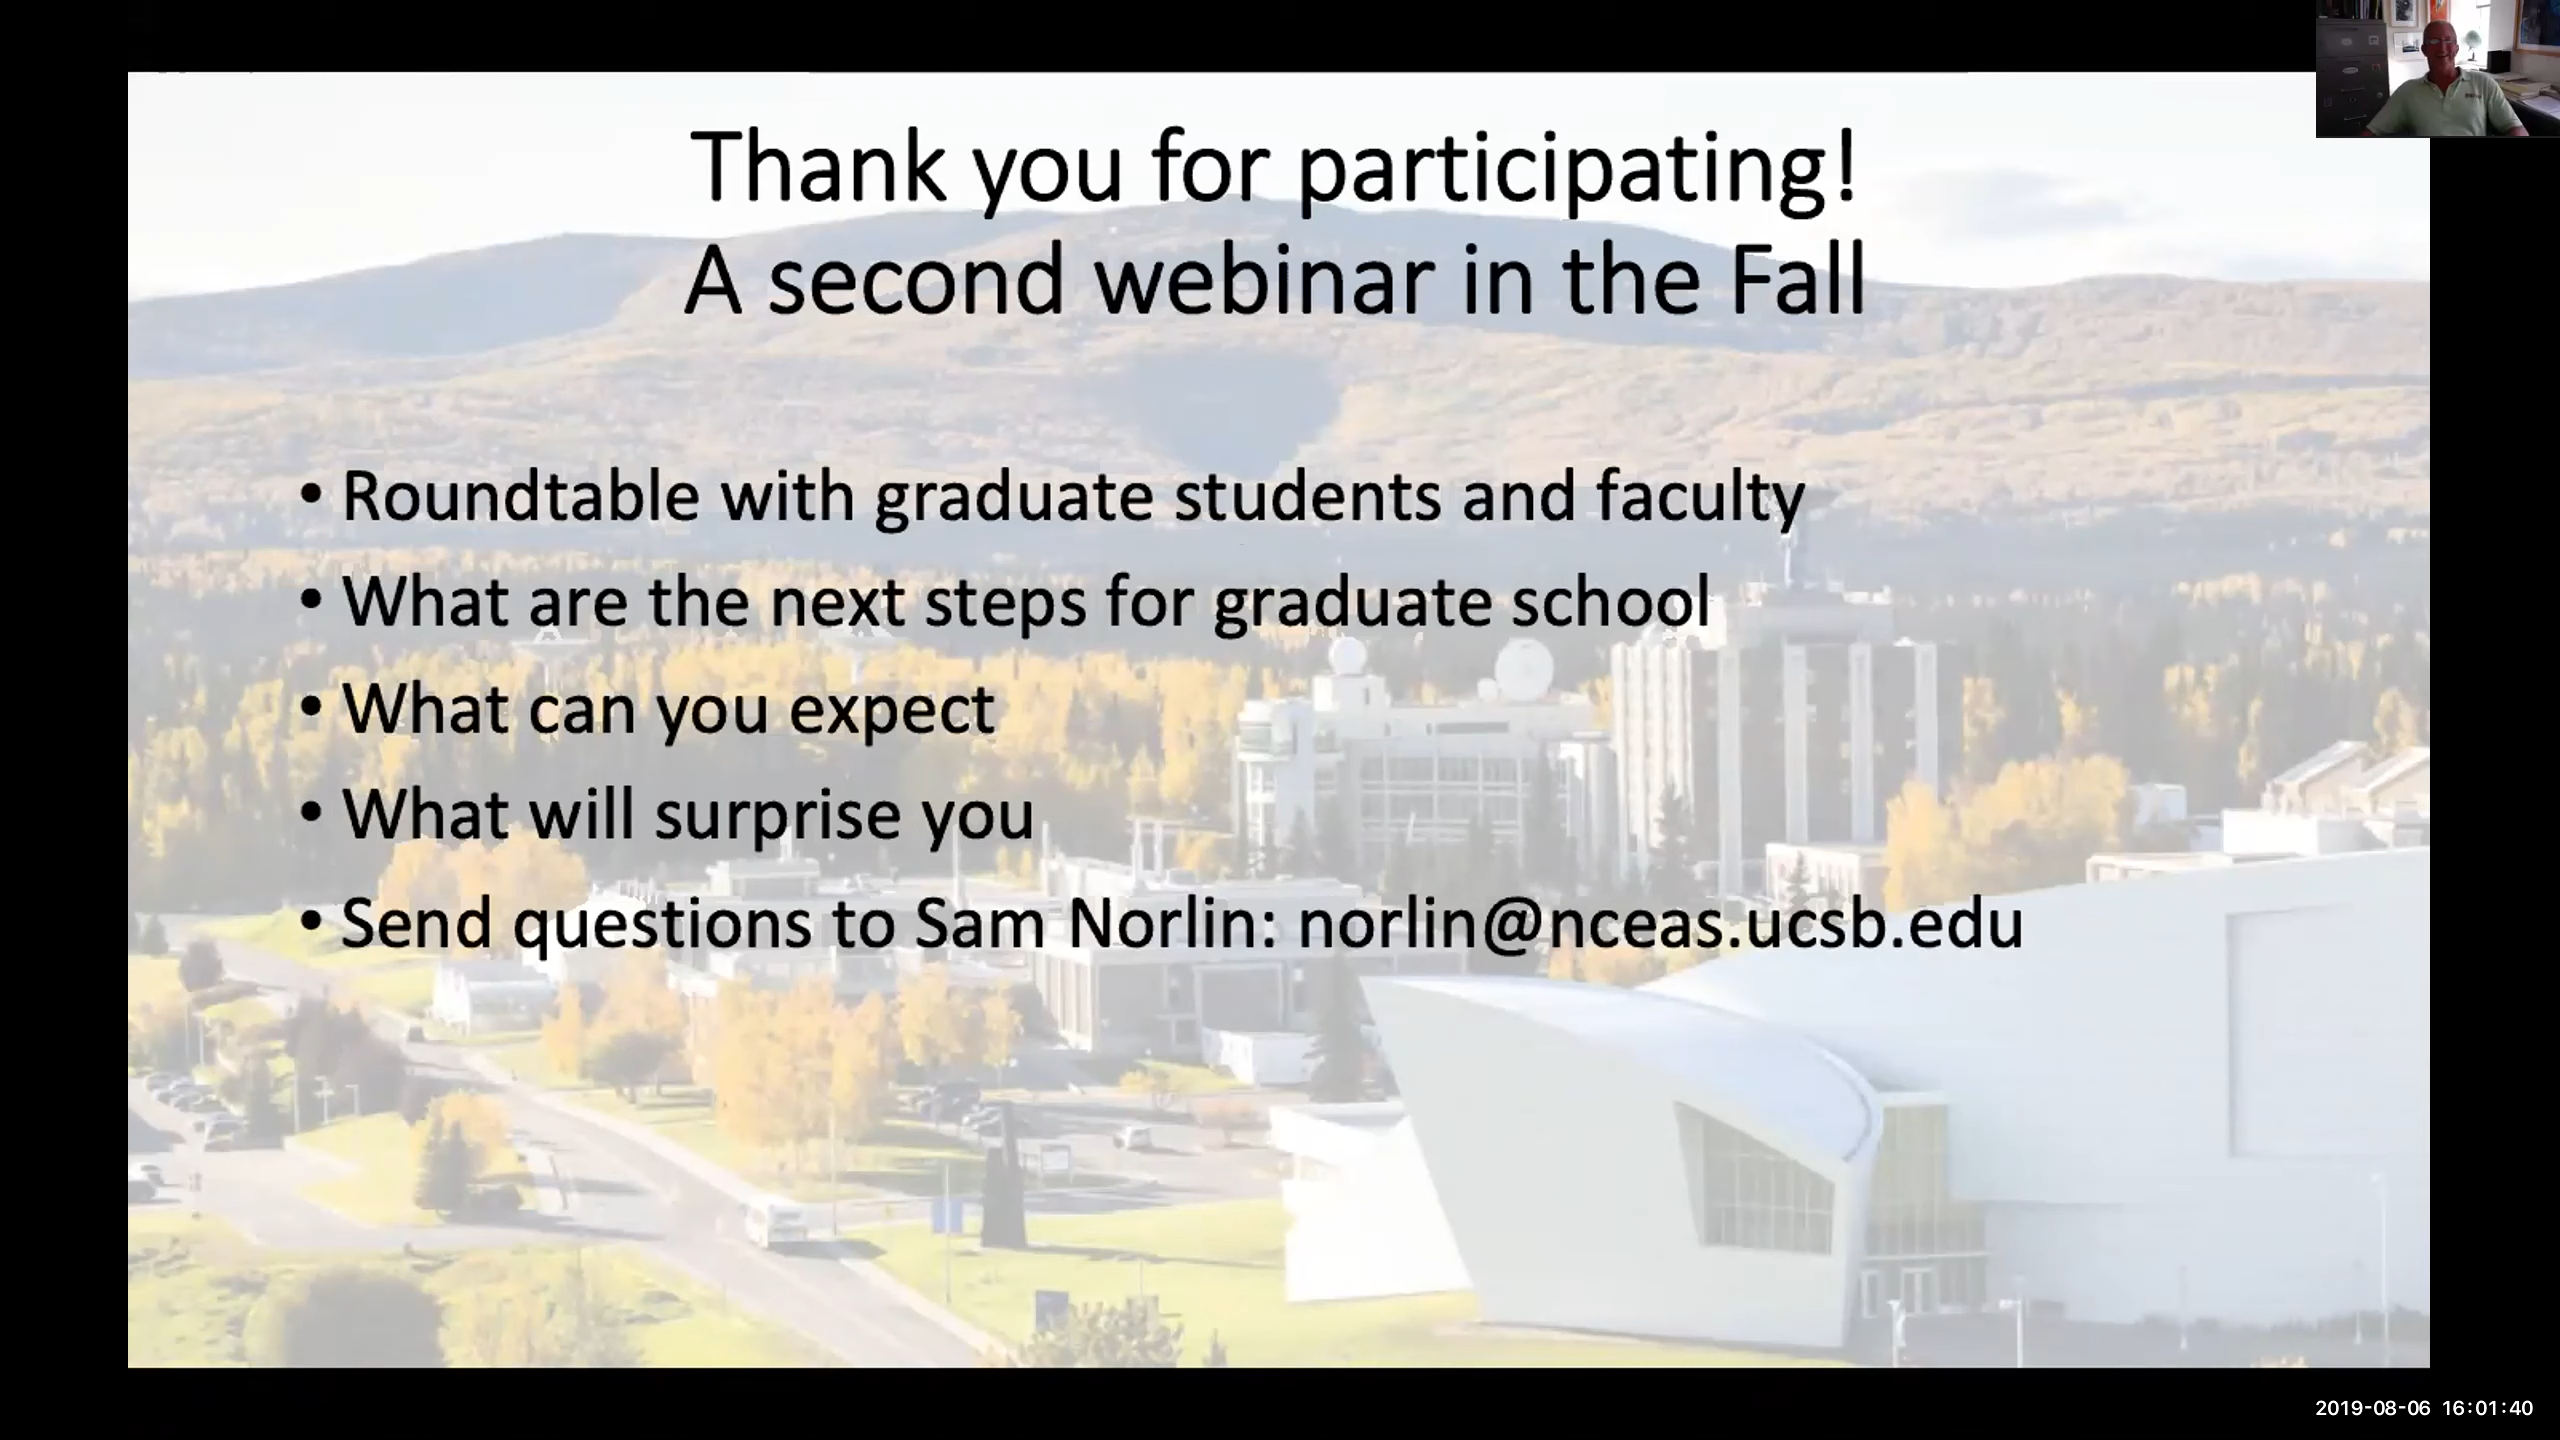 Thank you for participating!
A second webinar in the Fall
• Roundtable with graduate students and faculty
• What are the next steps for graduate school
• What can you expect
• What will surprise you
• Send questions to Sam Norlin: norlin@nceas.ucsb.edu
2019-08-06 16:01:40